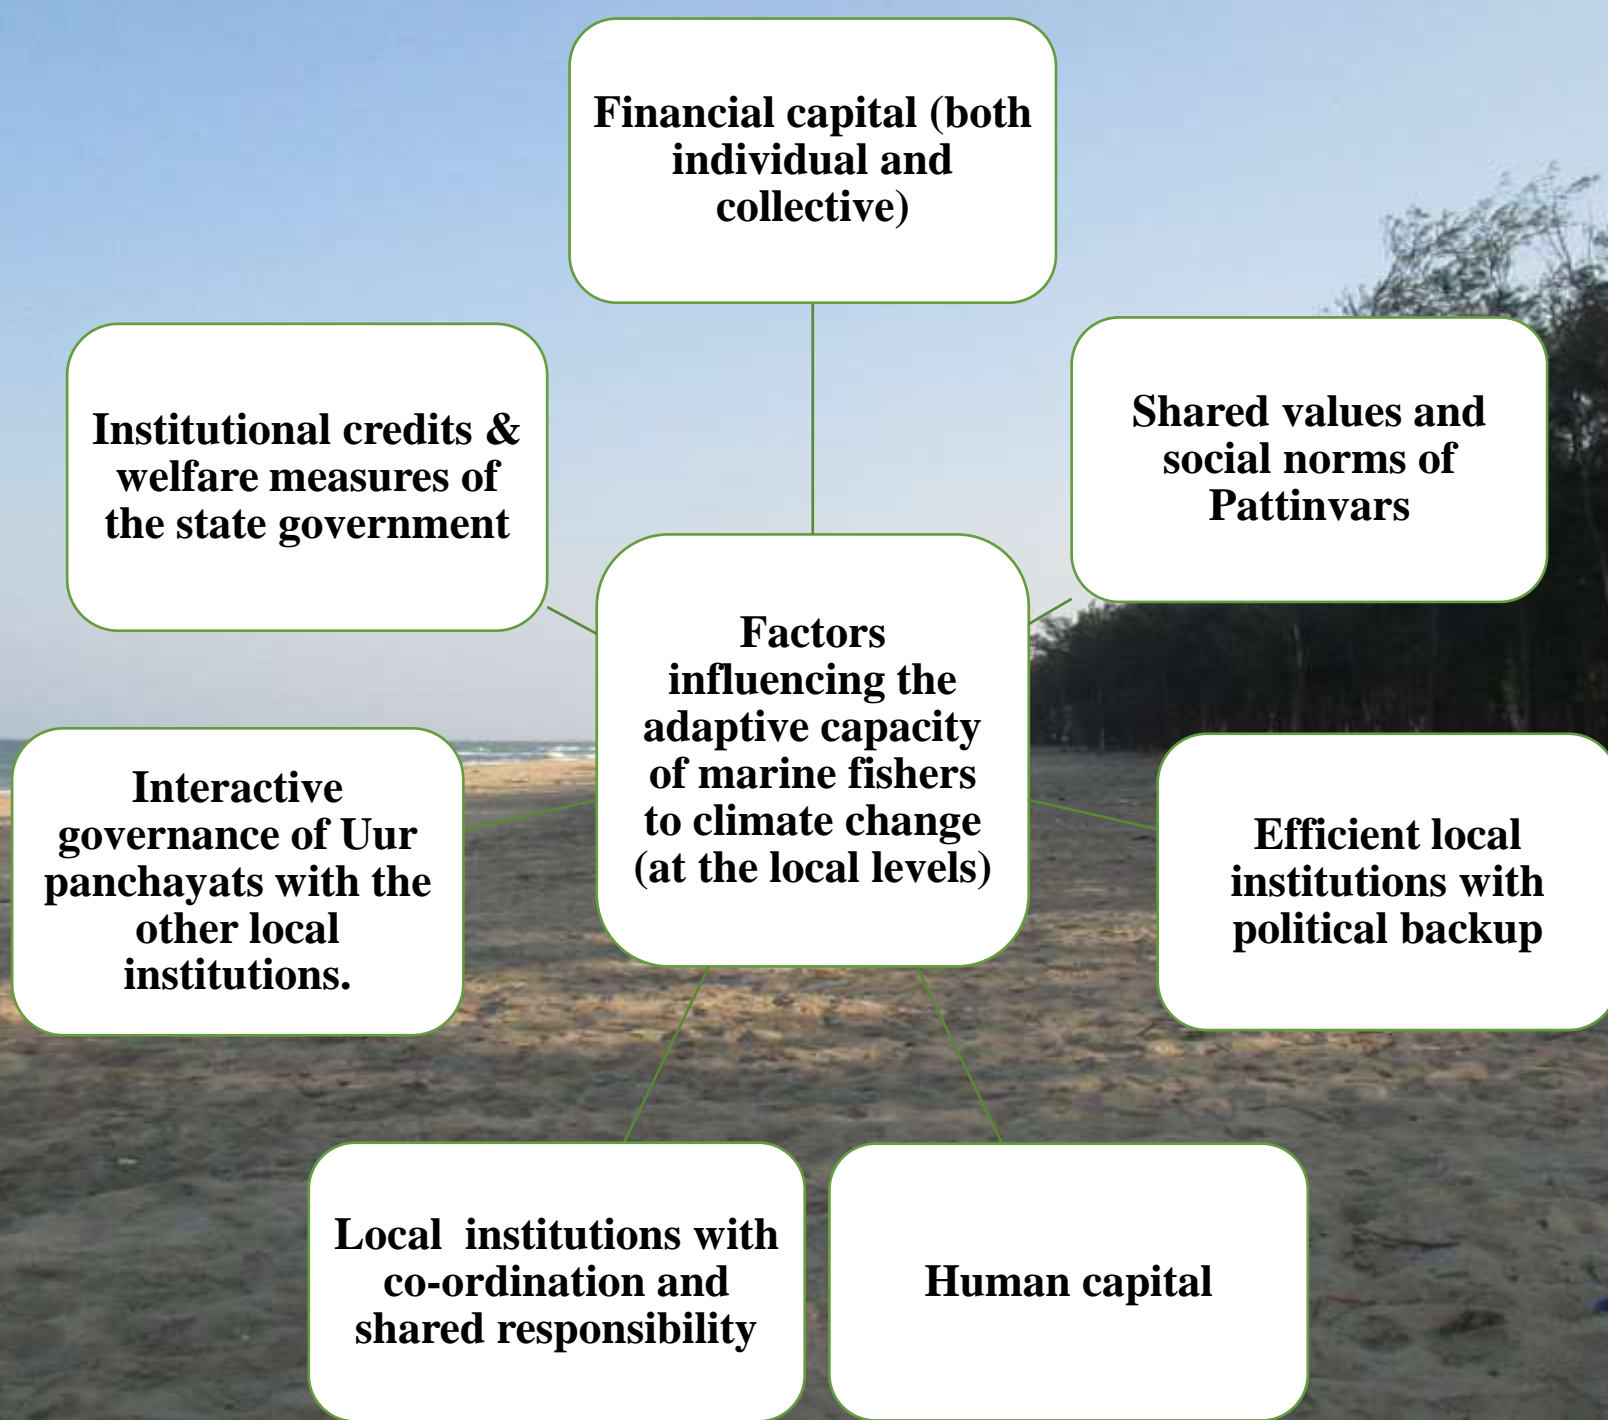 Financial capital (both
individual and
collective)
Shared values and
social norms of
Pattinvars
Efficient local
institutions with
political backup
Human capital
Local  institutions with
co-ordination and
shared responsibility
Interactive
governance of Uur
panchayats with the
other local
institutions.
Institutional credits &
welfare measures of
the state government
Factors
influencing the
adaptive capacity
of marine fishers
to climate change
(at the local levels)